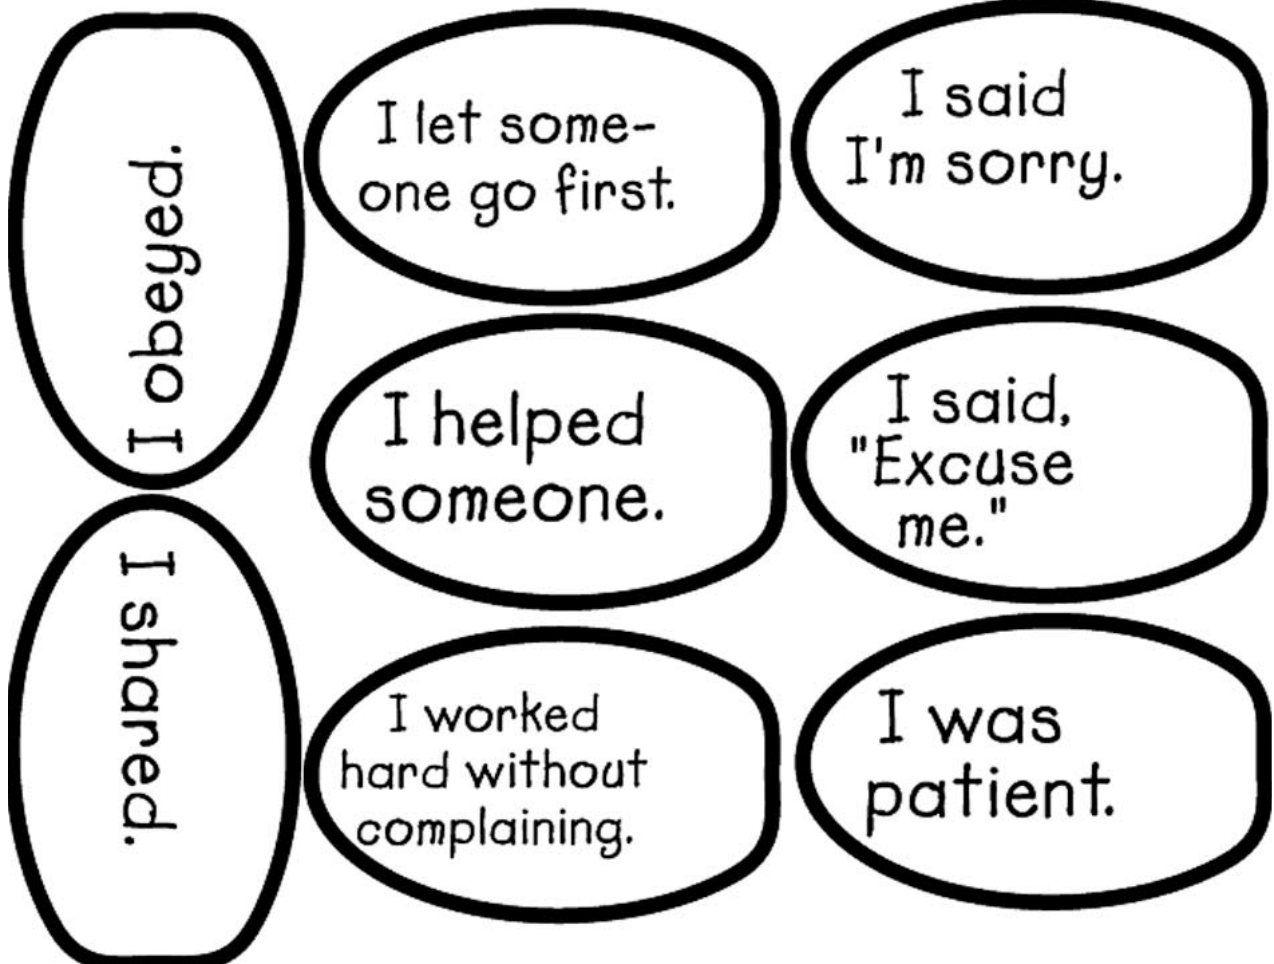 I obeyed.
I shared.
I let some-
one go first.
I helped
someone.
I worked
hard without
complaining.
I said
I'm sorry.
I said,
"Excuse
me."
I was
patient.